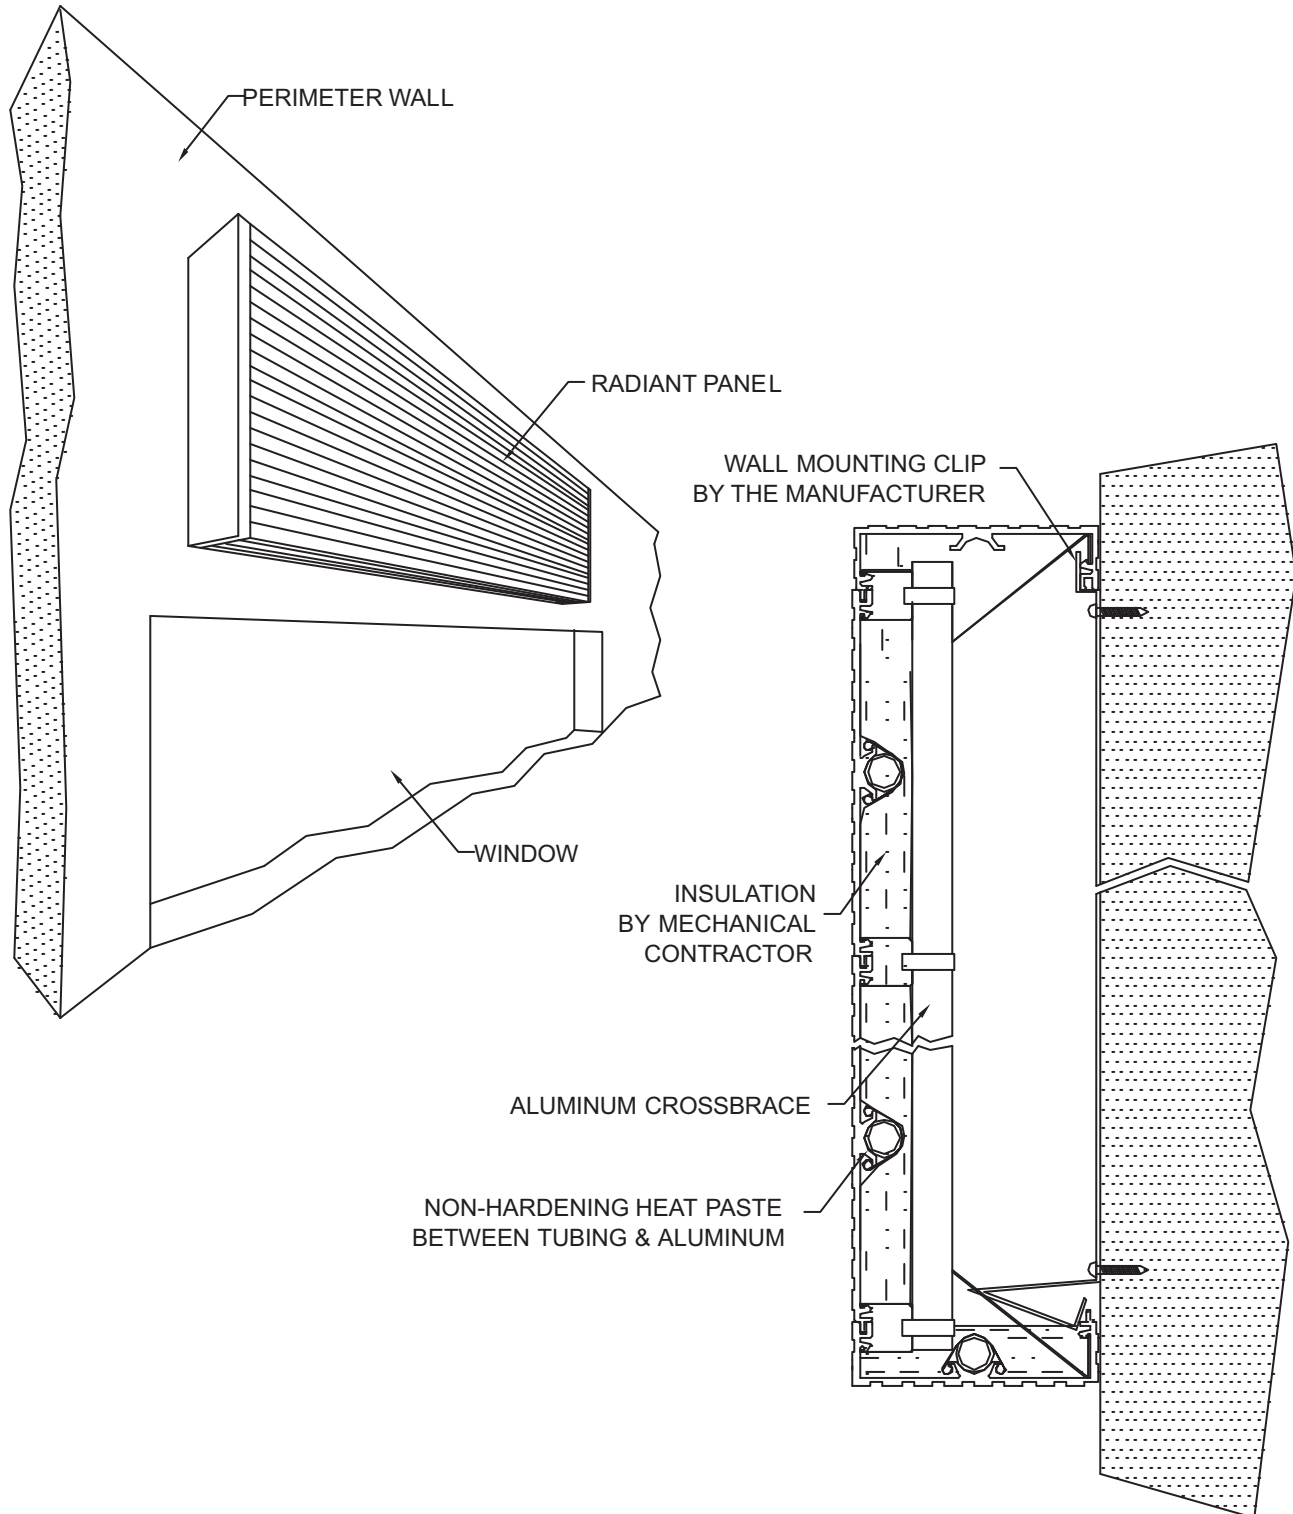 PERIMETER WALL
RADIANT PANEL
WALL MOUNTING CLIP
BY THE MANUFACTURER
WINDOW
INSULATION
BY MECHANICAL
CONTRACTOR
ALUMINUM CROSSBRACE
NON-HARDENING HEAT PASTE
BETWEEN TUBING & ALUMINUM